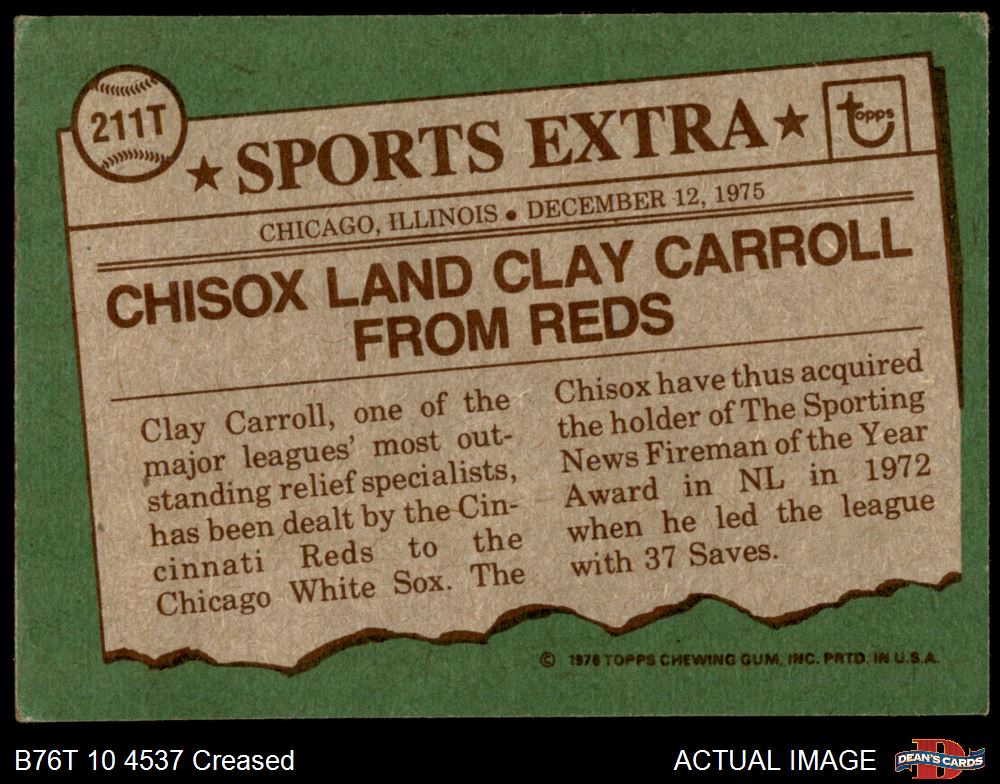 211T
★ SPORTS EXTRA ★
topps
CHICAGO, ILLINOIS • DECEMBER 12, 1975
CHISOX LAND CLAY CARROLL
FROM REDS
Clay Carroll, one of the
major leagues' most out-
standing relief specialists,
has been dealt by the Cin-
cinnati Reds to the
Chicago White Sox. The
Chisox have thus acquired
the holder of The Sporting
News Fireman of the Year
Award in NL in 1972
when he led the league
with 37 Saves.
© 1976 TOPPS CHEWING GUM, INC. PRTD. IN U.S.A.
B76T 10 4537 Creased
ACTUAL IMAGE
DEAN'S CARDS